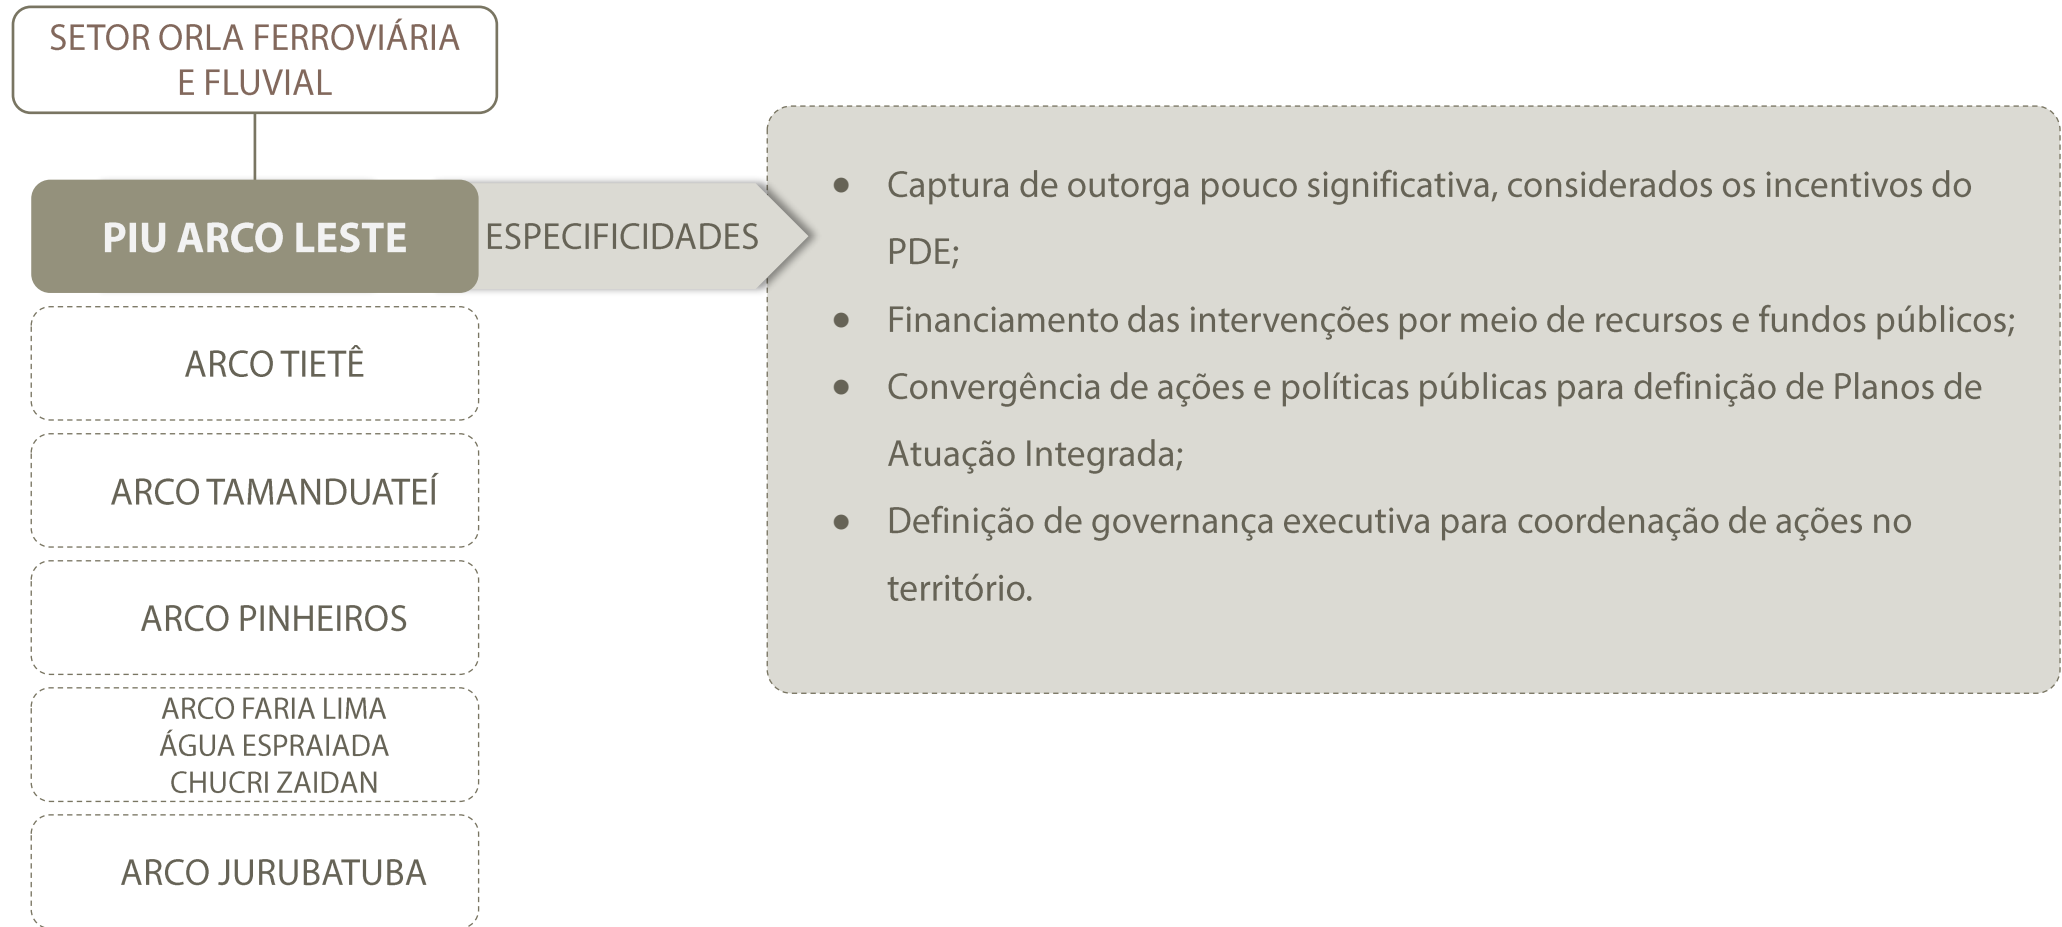 SETOR ORLA FERROVIÁRIA
E FLUVIAL
PIU ARCO LESTE
ESPECIFICIDADES
● Captura de outorga pouco significativa, considerados os incentivos do
PDE;
● Financiamento das intervenções por meio de recursos e fundos públicos;
● Convergência de ações e políticas públicas para definição de Planos de
Atuação Integrada;
● Definição de governança executiva para coordenação de ações no
território.
ARCO TIETÊ
ARCO TAMANDUATEÍ
ARCO PINHEIROS
ARCO FARIA LIMA
ÁGUA ESPRAIADA
CHUCRI ZAIDAN
ARCO JURUBATUBA